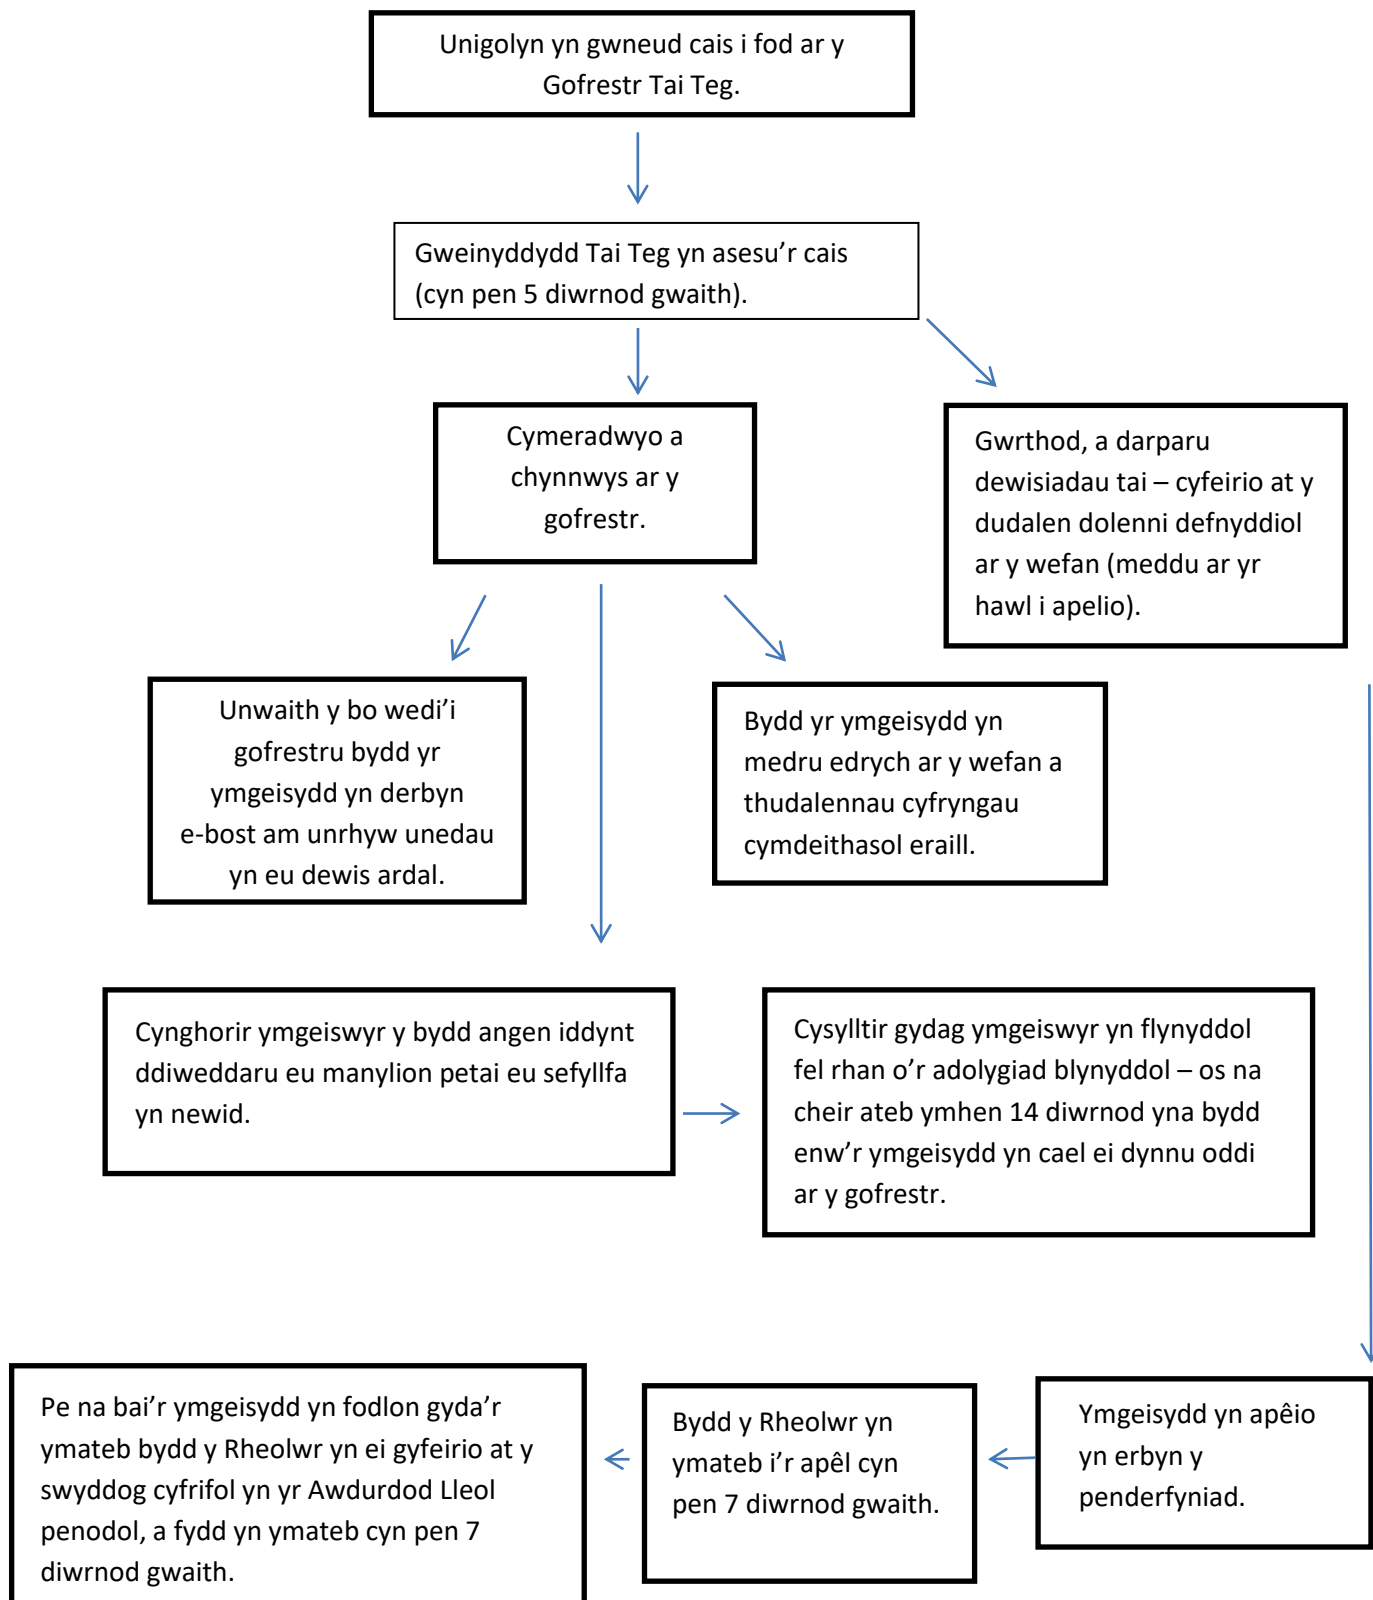 Unigolyn yn gwneud cais i fod ar y
Gofrestr Tai Teg.
Gweinyddydd Tai Teg yn asesu’r cais
(cyn pen 5 diwrnod gwaith).
Cymeradwyo a
chynnwys ar y
gofrestr.
Gwrthod, a darparu
dewisiadau tai – cyfeirio at y
dudalen dolenni defnyddiol
ar y wefan (meddu ar yr
hawl i apelio).
Unwaith y bo wedi’i
gofrestru bydd yr
ymgeisydd yn derbyn
e-bost am unrhyw unedau
yn eu dewis ardal.
Bydd yr ymgeisydd yn
medru edrych ar y wefan a
thudalennau cyfryngau
cymdeithasol eraill.
Cynghorir ymgeiswyr y bydd angen iddynt
ddiweddaru eu manylion petai eu sefyllfa
yn newid.
Cysylltir gydag ymgeiswyr yn flynyddol
fel rhan o’r adolygiad blynyddol – os na
cheir ateb ymhen 14 diwrnod yna bydd
enw’r ymgeisydd yn cael ei dynnu oddi
ar y gofrestr.
Pe na bai’r ymgeisydd yn fodlon gyda’r
ymateb bydd y Rheolwr yn ei gyfeirio at y
swyddog cyfrifol yn yr Awdurdod Lleol
penodol, a fydd yn ymateb cyn pen 7
diwrnod gwaith.
Bydd y Rheolwr yn
ymateb i’r apêl cyn
pen 7 diwrnod gwaith.
Ymgeisydd yn apêio
yn erbyn y
penderfyniad.